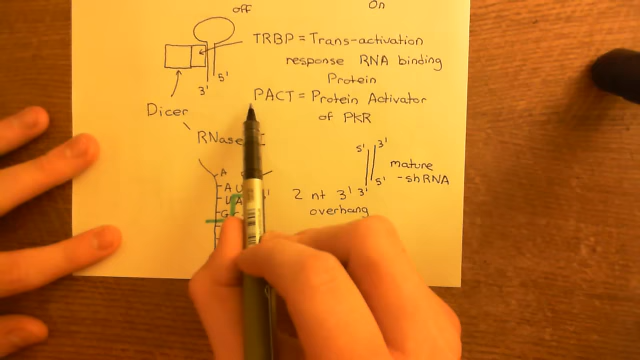 off
On
TRBP = Trans-activation
response RNA binding
Protein
5'
3'
PACT = Protein Activator
of PKR
Dicer
RNase
5' 3'
mature
-shRNA
3' 5'
2 nt 3'
overhang
A
A U
U A
G